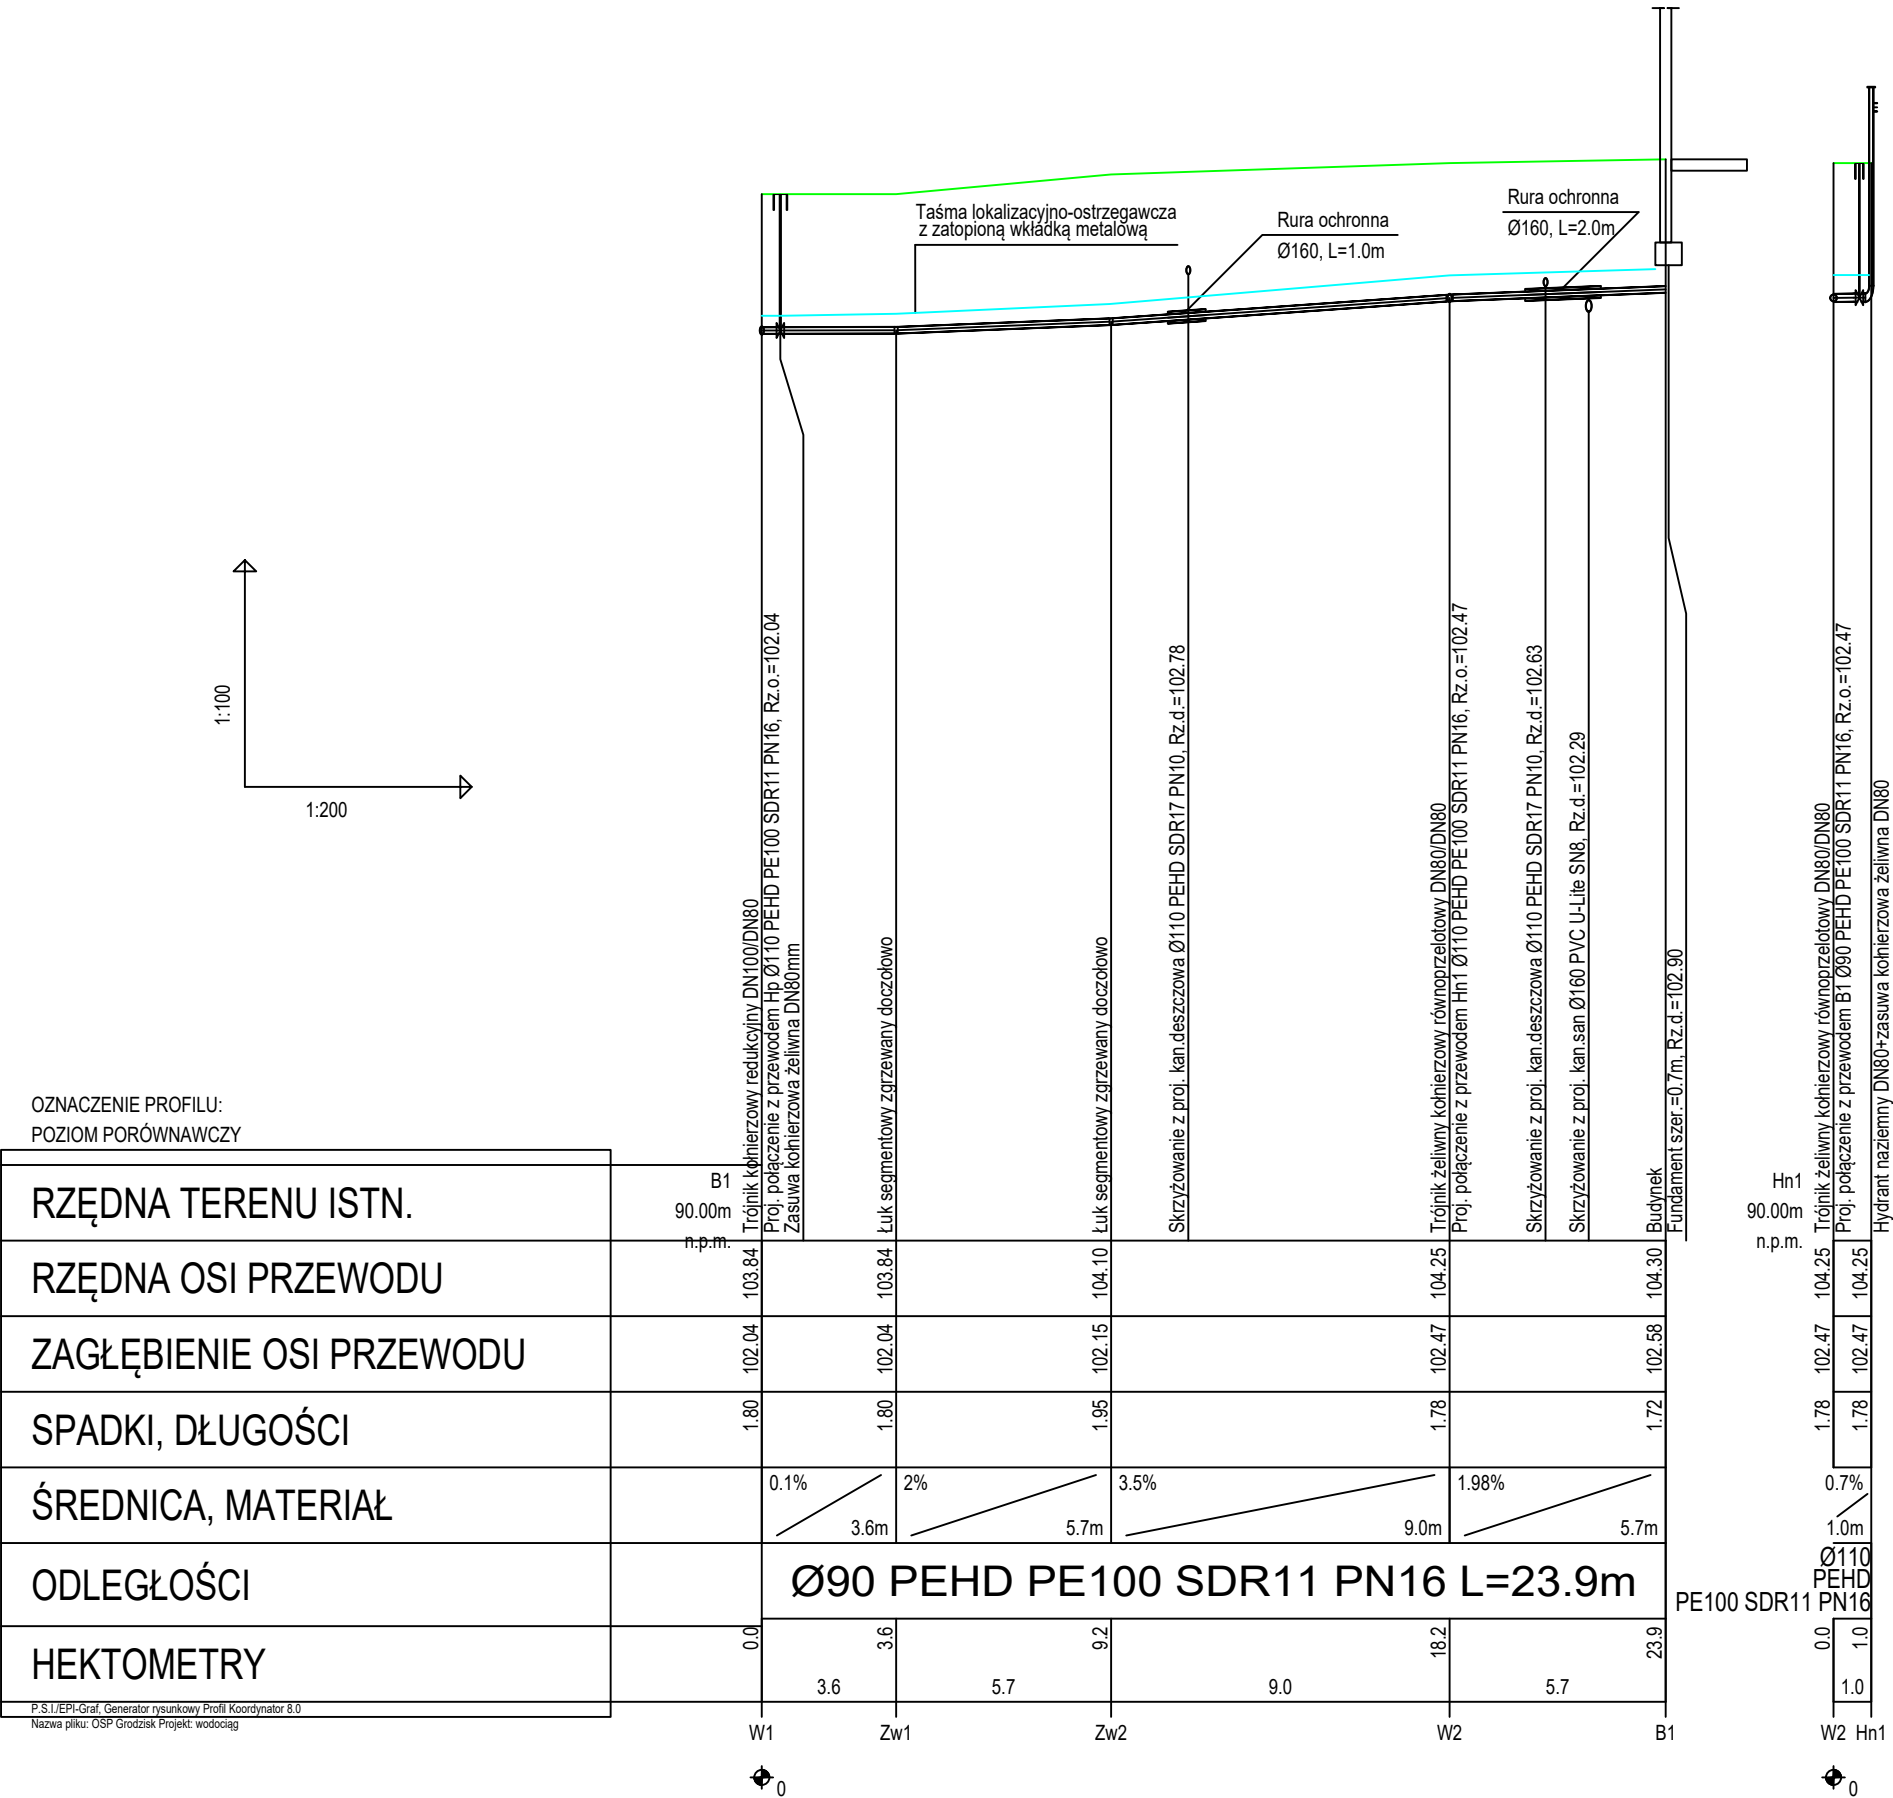 Taśma lokalizacyjno-ostrzegawcza
z zatopioną wkładką metalową
Rura ochronna
Ø160, L=1.0m
Rura ochronna
Ø160, L=2.0m
1:100
1:200
Trójnik kołnierzowy redukcyjny DN100/DN80
Proj. połączenie z przewodem Hp Ø110 PEHD PE100 SDR11 PN16, Rz.o.=102.04
Zasuwa kołnierzowa żeliwna DN80mm
Łuk segmentowy zgrzewany doczołowo
Łuk segmentowy zgrzewany doczołowo
Skrzyżowanie z proj. kan.deszczowa Ø110 PEHD SDR17 PN10, Rz.d.=102.78
Trójnik żeliwny kołnierzowy równoprzelotowy DN80/DN80
Proj. połączenie z przewodem Hn1 Ø110 PEHD PE100 SDR11 PN16, Rz.o.=102.47
Skrzyżowanie z proj. kan.deszczowa Ø110 PEHD SDR17 PN10, Rz.d.=102.63
Skrzyżowanie z proj. kan.san Ø160 PVC U-Lite SN8, Rz.d.=102.29
Budynek
Fundament szer.=0.7m, Rz.d.=102.90
Trójnik żeliwny kołnierzowy równoprzelotowy DN80/DN80
Proj. połączenie z przewodem B1 Ø90 PEHD PE100 SDR11 PN16, Rz.o.=102.47
Hydrant naziemny DN80+zasuwa kołnierzowa żeliwna DN80
OZNACZENIE PROFILU:
POZIOM PORÓWNAWCZY
B1
90.00m
n.p.m.
Hn1
90.00m
n.p.m.
RZĘDNA TERENU ISTN.
103.84 103.84 104.10 104.25 104.30 104.25 104.25
RZĘDNA OSI PRZEWODU
102.04 102.04 102.15 102.47 102.58 102.47 102.47
ZAGŁĘBIENIE OSI PRZEWODU
1.80 1.80 1.95 1.78 1.72 1.78 1.78
SPADKI, DŁUGOŚCI
0.1% 2% 3.5% 1.98% 0.7%
3.6m 5.7m 9.0m 5.7m 1.0m
ŚREDNICA, MATERIAŁ
Ø90 PEHD PE100 SDR11 PN16 L=23.9m
Ø110
PEHD
PE100 SDR11 PN16
ODLEGŁOŚCI
0.0 3.6 9.2 18.2 23.9 0.0 1.0
3.6 5.7 9.0 5.7 1.0
HEKTOMETRY
P.S.I./EPI-Graf, Generator rysunkowy Profil Koordynator 8.0
Nazwa pliku: OSP Grodzisk Projekt: wodociąg
W1 Zw1 Zw2 W2 B1 W2 Hn1
0 0